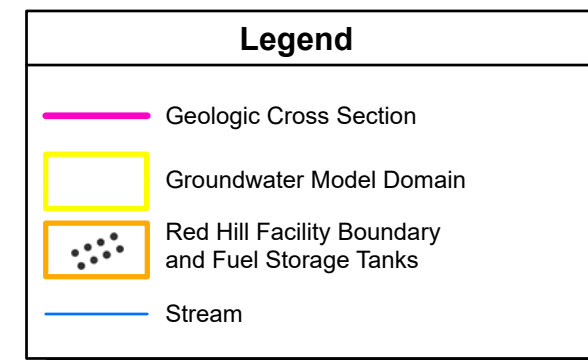 Legend
Geologic Cross Section
Groundwater Model Domain
Red Hill Facility Boundary
and Fuel Storage Tanks
Stream